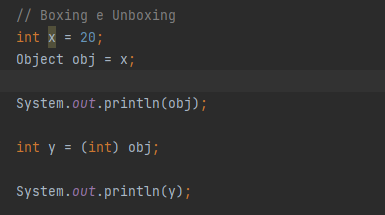 // Boxing e Unboxing
int x = 20;
Object obj = x;
System.out.println(obj);
int y = (int) obj;
System.out.println(y);